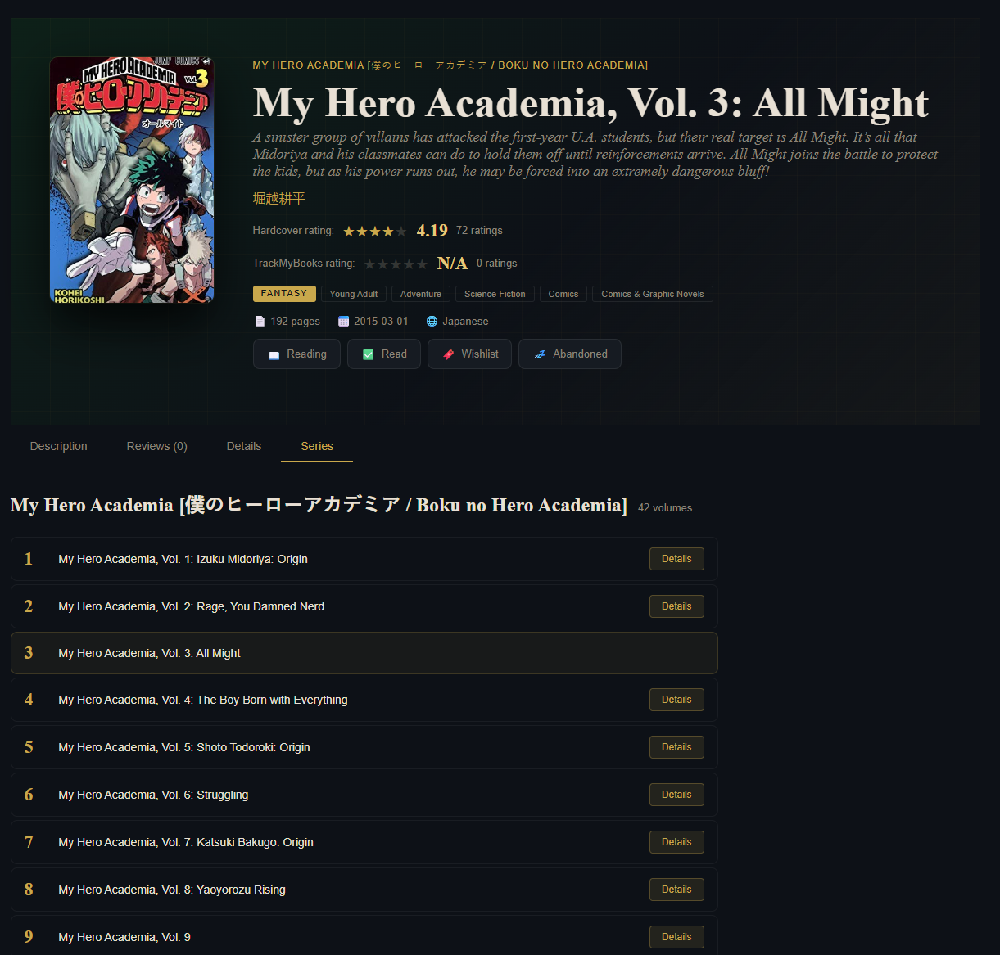 MY HERO ACADEMIA [僕のヒーローアカデミア / BOKU NO HERO ACADEMIA]
JUMP COMICS
MY HERO ACADEMIA
Vol.3
僕のヒーローアカデミア
オールマイト
KOHEI
HORIKOSHI
My Hero Academia, Vol. 3: All Might
A sinister group of villains has attacked the first-year U.A. students, but their real target is All Might. It’s all that
Midoriya and his classmates can do to hold them off until reinforcements arrive. All Might joins the battle to protect
the kids, but as his power runs out, he may be forced into an extremely dangerous bluff!
堀越耕平
Hardcover rating: ★★★★★ 4.19 72 ratings
TrackMyBooks rating: ★★★★★ N/A 0 ratings
FANTASY Young Adult Adventure Science Fiction Comics Comics & Graphic Novels
192 pages 2015-03-01 Japanese
Reading Read Wishlist Abandoned
Description Reviews (0) Details Series
My Hero Academia [僕のヒーローアカデミア / Boku no Hero Academia] 42 volumes
1 My Hero Academia, Vol. 1: Izuku Midoriya: Origin Details
2 My Hero Academia, Vol. 2: Rage, You Damned Nerd Details
3 My Hero Academia, Vol. 3: All Might
4 My Hero Academia, Vol. 4: The Boy Born with Everything Details
5 My Hero Academia, Vol. 5: Shoto Todoroki: Origin Details
6 My Hero Academia, Vol. 6: Struggling Details
7 My Hero Academia, Vol. 7: Katsuki Bakugo: Origin Details
8 My Hero Academia, Vol. 8: Yaoyorozu Rising Details
9 My Hero Academia, Vol. 9 Details